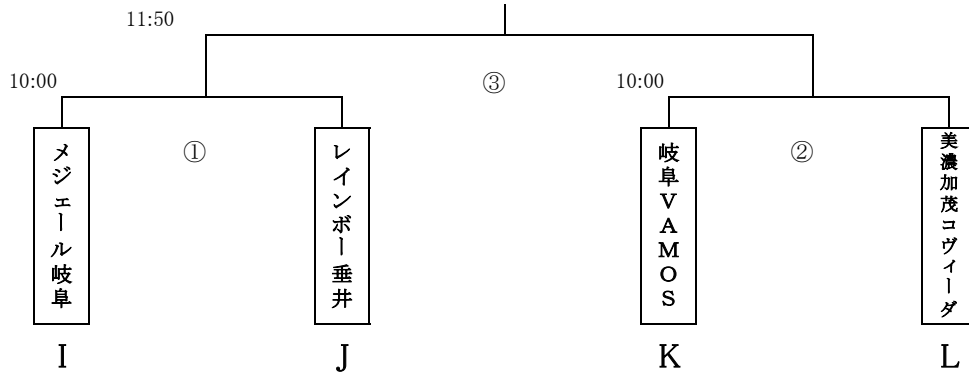 11:50
10:00
③
10:00
メジェール岐阜
①
レインボー垂井
岐阜VAMOS
②
美濃加茂コヴィーダ
I
J
K
L